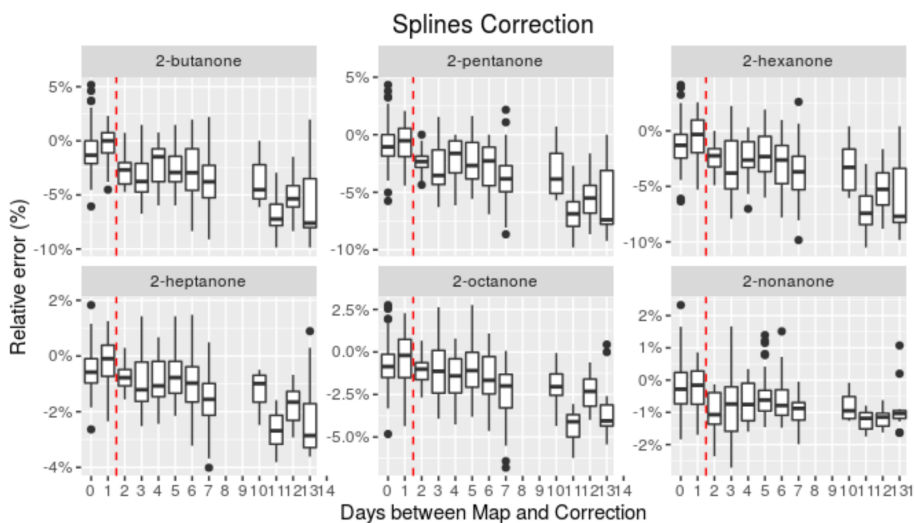 Splines Correction
2-butanone 2-pentanone 2-hexanone
5% 5%
0% 0% 0%
-5% -5% -5%
-10% -10% -10%
2-heptanone 2-octanone 2-nonanone
2% 2.5% 2%
0% 0.0% 1%
-2% -2.5% 0%
-4% -5.0% -1%
-2%
Relative error (%)
0 1 2 3 4 5 6 7 8 9 10 11 12 13 14 0 1 2 3 4 5 6 7 8 9 10 11 12 13 14 0 1 2 3 4 5 6 7 8 9 10 11 12 13 1
Days between Map and Correction